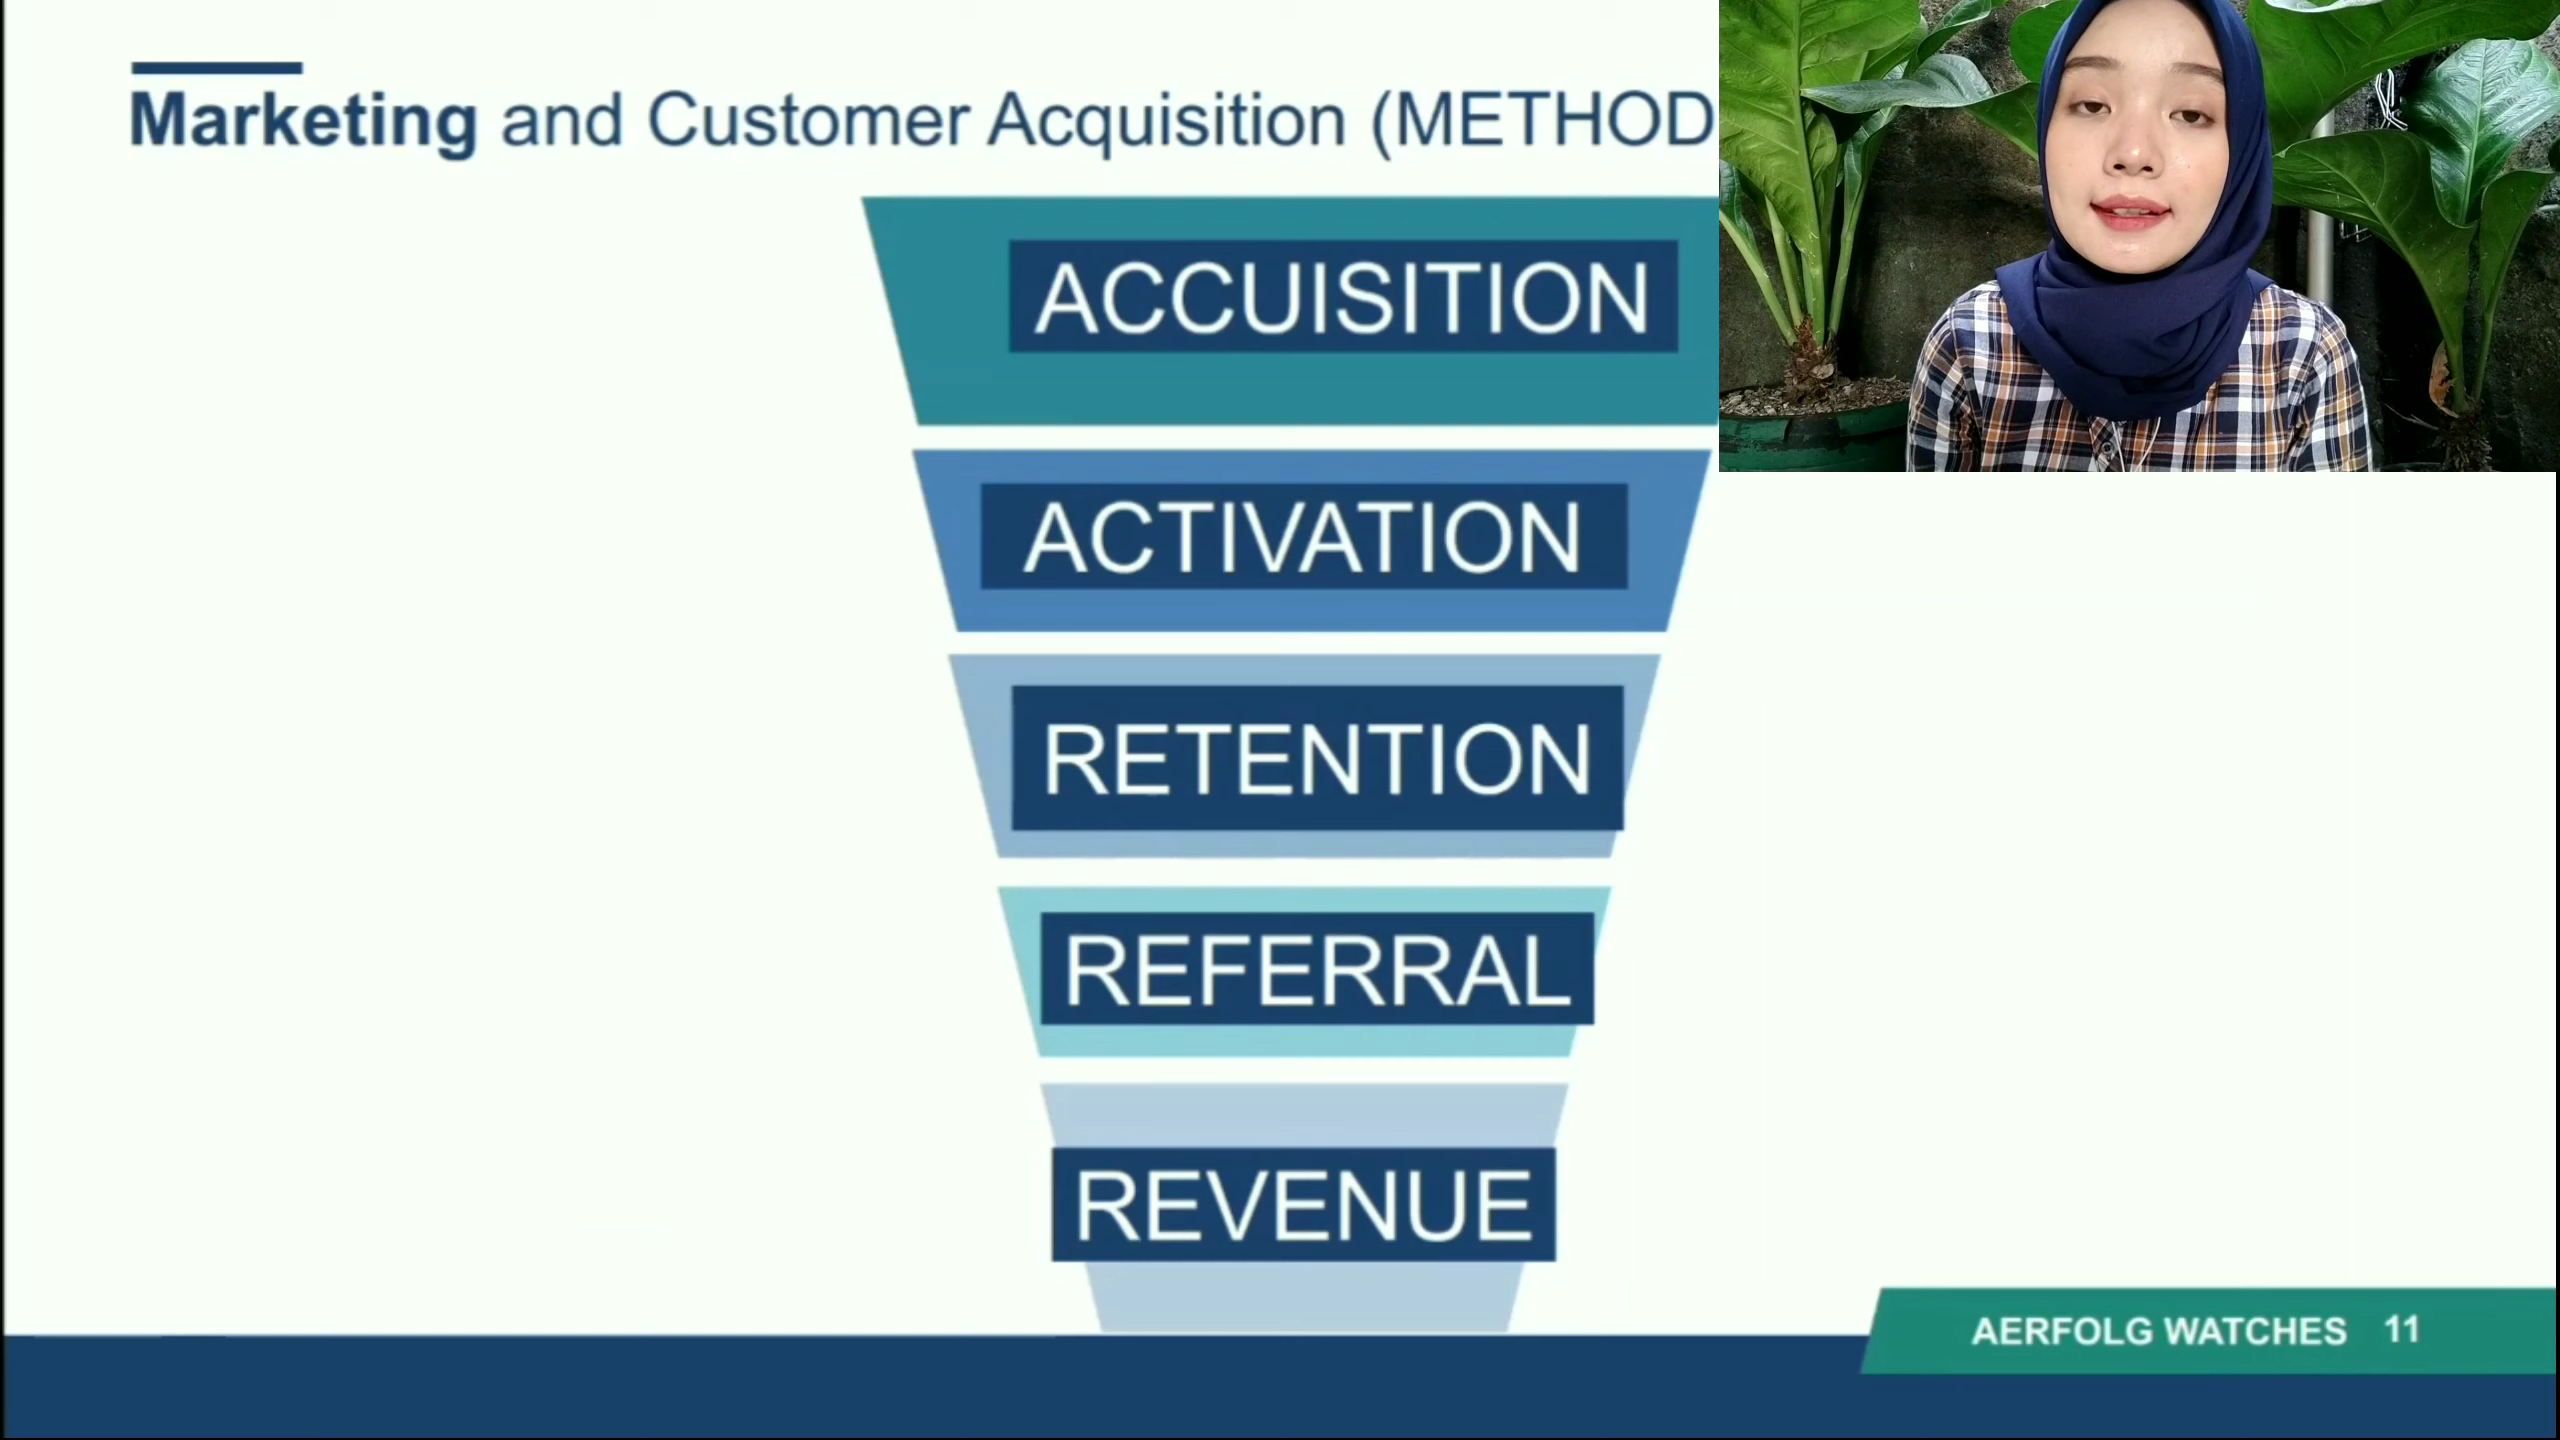 Marketing and Customer Acquisition (METHOD
ACCUISITION
ACTIVATION
RETENTION
REFERRAL
REVENUE
AERFOLG WATCHES 11